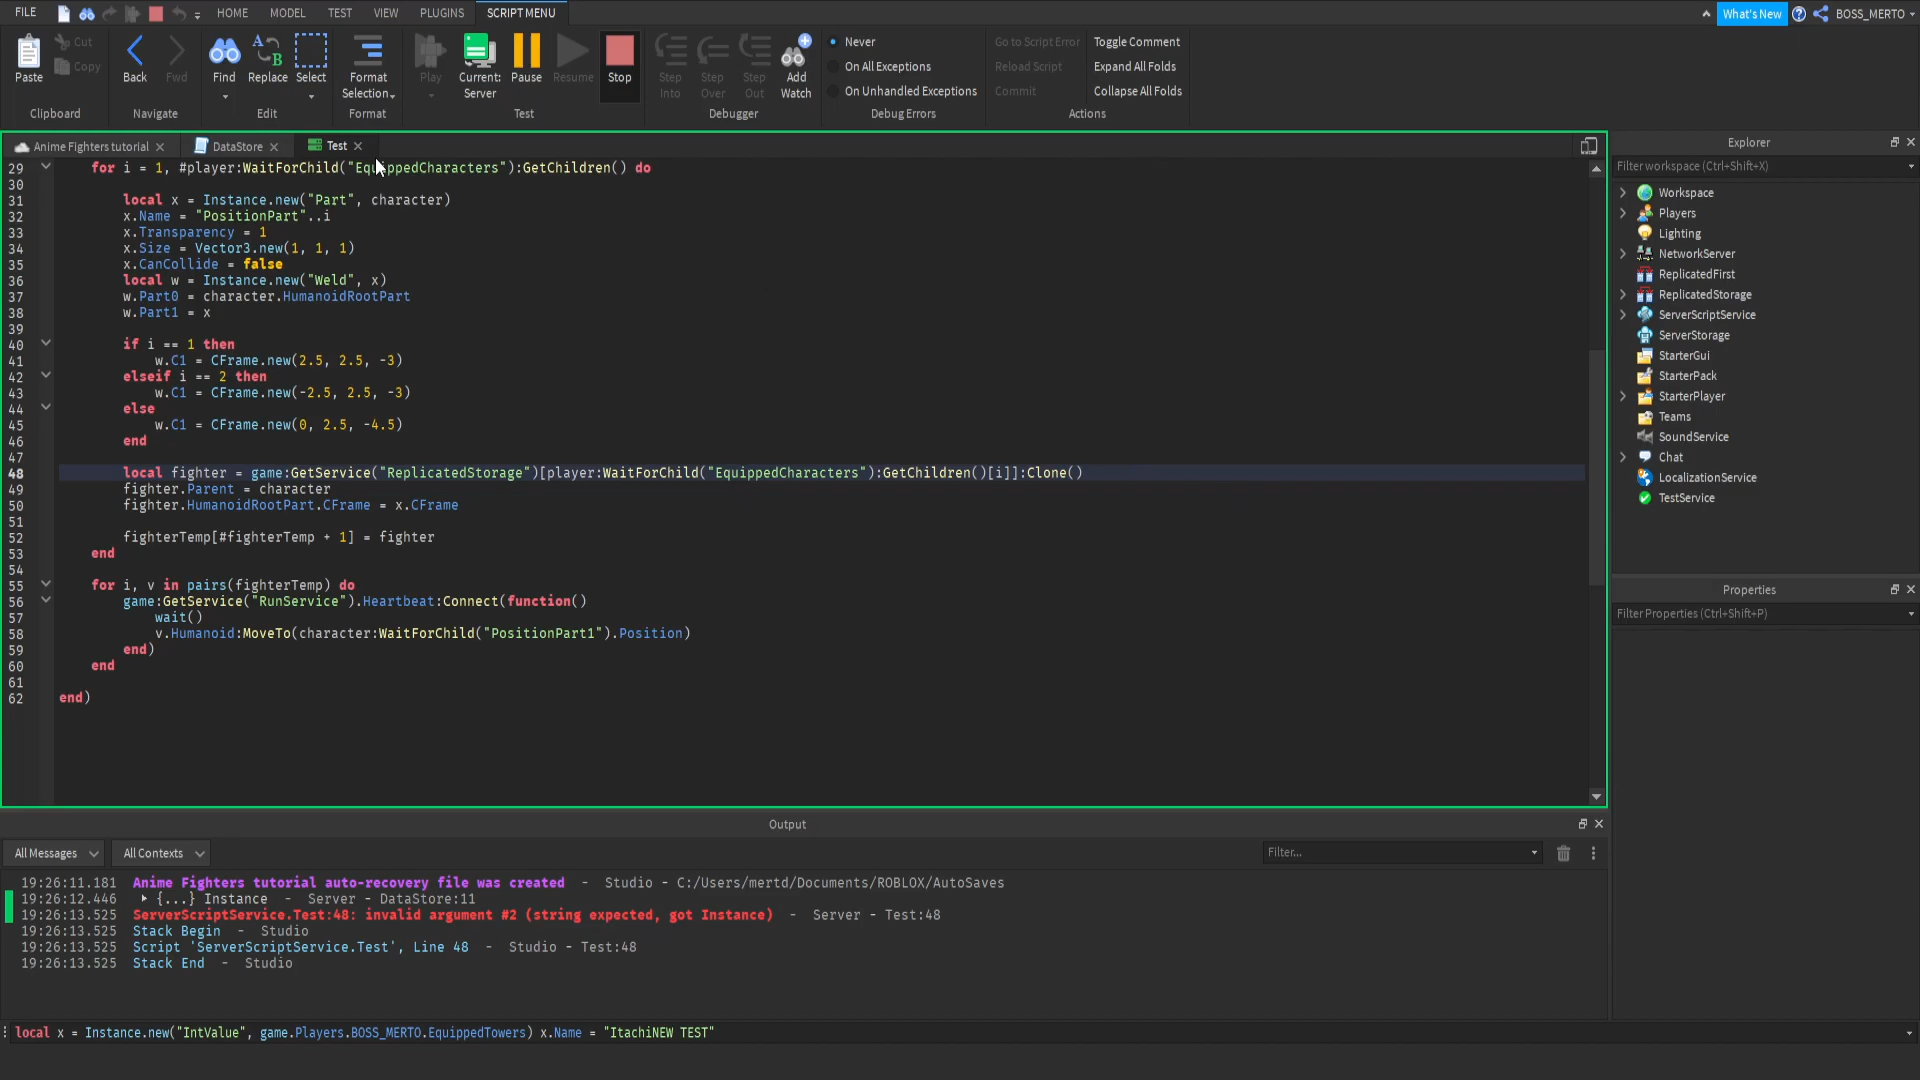 FILE HOME MODEL TEST VIEW PLUGINS SCRIPT MENU What's New BOSS_MERTO
Cut
Copy
Paste Back Fwd Find Replace Select Format Selection Play Current: Server Pause Resume Stop Step Into Step Over Step Out Add Watch
Never
On All Exceptions
On Unhandled Exceptions
Go to Script Error
Reload Script
Commit
Toggle Comment
Expand All Folds
Collapse All Folds
Clipboard Navigate Edit Format Test Debugger Debug Errors Actions
Anime Fighters tutorial DataStore Test
29 for i = 1, #player:WaitForChild("EquippedCharacters"):GetChildren() do
30
31 local x = Instance.new("Part", character)
32 x.Name = "PositionPart"..i
33 x.Transparency = 1
34 x.Size = Vector3.new(1, 1, 1)
35 x.CanCollide = false
36 local w = Instance.new("Weld", x)
37 w.Part0 = character.HumanoidRootPart
38 w.Part1 = x
39
40 if i == 1 then
41 w.C1 = CFrame.new(2.5, 2.5, -3)
42 elseif i == 2 then
43 w.C1 = CFrame.new(-2.5, 2.5, -3)
44 else
45 w.C1 = CFrame.new(0, 2.5, -4.5)
46 end
47
48 local fighter = game:GetService("ReplicatedStorage")[player:WaitForChild("EquippedCharacters"):GetChildren()[i]]:Clone()
49 fighter.Parent = character
50 fighter.HumanoidRootPart.CFrame = x.CFrame
51
52 fighterTemp[#fighterTemp + 1] = fighter
53 end
54
55 for i, v in pairs(fighterTemp) do
56 game:GetService("RunService").Heartbeat:Connect(function()
57 wait()
58 v.Humanoid:MoveTo(character:WaitForChild("PositionPart1").Position)
59 end)
60 end
61
62 end)
Explorer
Filter workspace (Ctrl+Shift+X)
Workspace
Players
Lighting
NetworkServer
ReplicatedFirst
ReplicatedStorage
ServerScriptService
ServerStorage
StarterGui
StarterPack
StarterPlayer
Teams
SoundService
Chat
LocalizationService
TestService
Properties
Filter Properties (Ctrl+Shift+P)
Output
All Messages All Contexts Filter...
19:26:11.181 Anime Fighters tutorial auto-recovery file was created - Studio - C:/Users/mertd/Documents/ROBLOX/AutoSaves
19:26:12.446 {...} Instance - Server - DataStore:11
19:26:13.525 ServerScriptService.Test:48: invalid argument #2 (string expected, got Instance) - Server - Test:48
19:26:13.525 Stack Begin - Studio
19:26:13.525 Script 'ServerScriptService.Test', Line 48 - Studio - Test:48
19:26:13.525 Stack End - Studio
local x = Instance.new("IntValue", game.Players.BOSS_MERTO.EquippedTowers) x.Name = "ItachiNEW TEST"